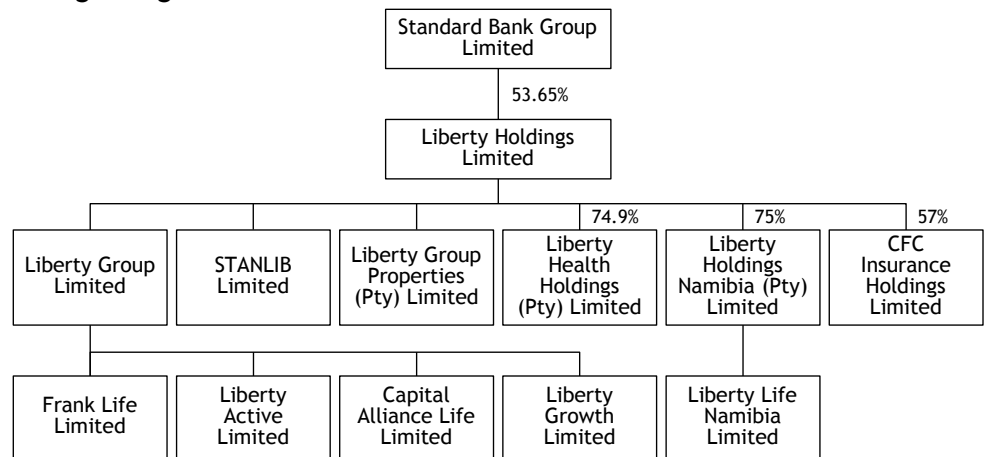 Standard Bank Group
Limited
53.65%
Liberty Holdings
Limited
74.9%
75%
57%
Liberty Group
Limited
STANLIB
Limited
Liberty Group
Properties
(Pty) Limited
Liberty
Health
Holdings
(Pty) Limited
Liberty
Holdings
Namibia (Pty)
Limited
CFC
Insurance
Holdings
Limited
Frank Life
Limited
Liberty
Active
Limited
Capital
Alliance Life
Limited
Liberty
Growth
Limited
Liberty Life
Namibia
Limited